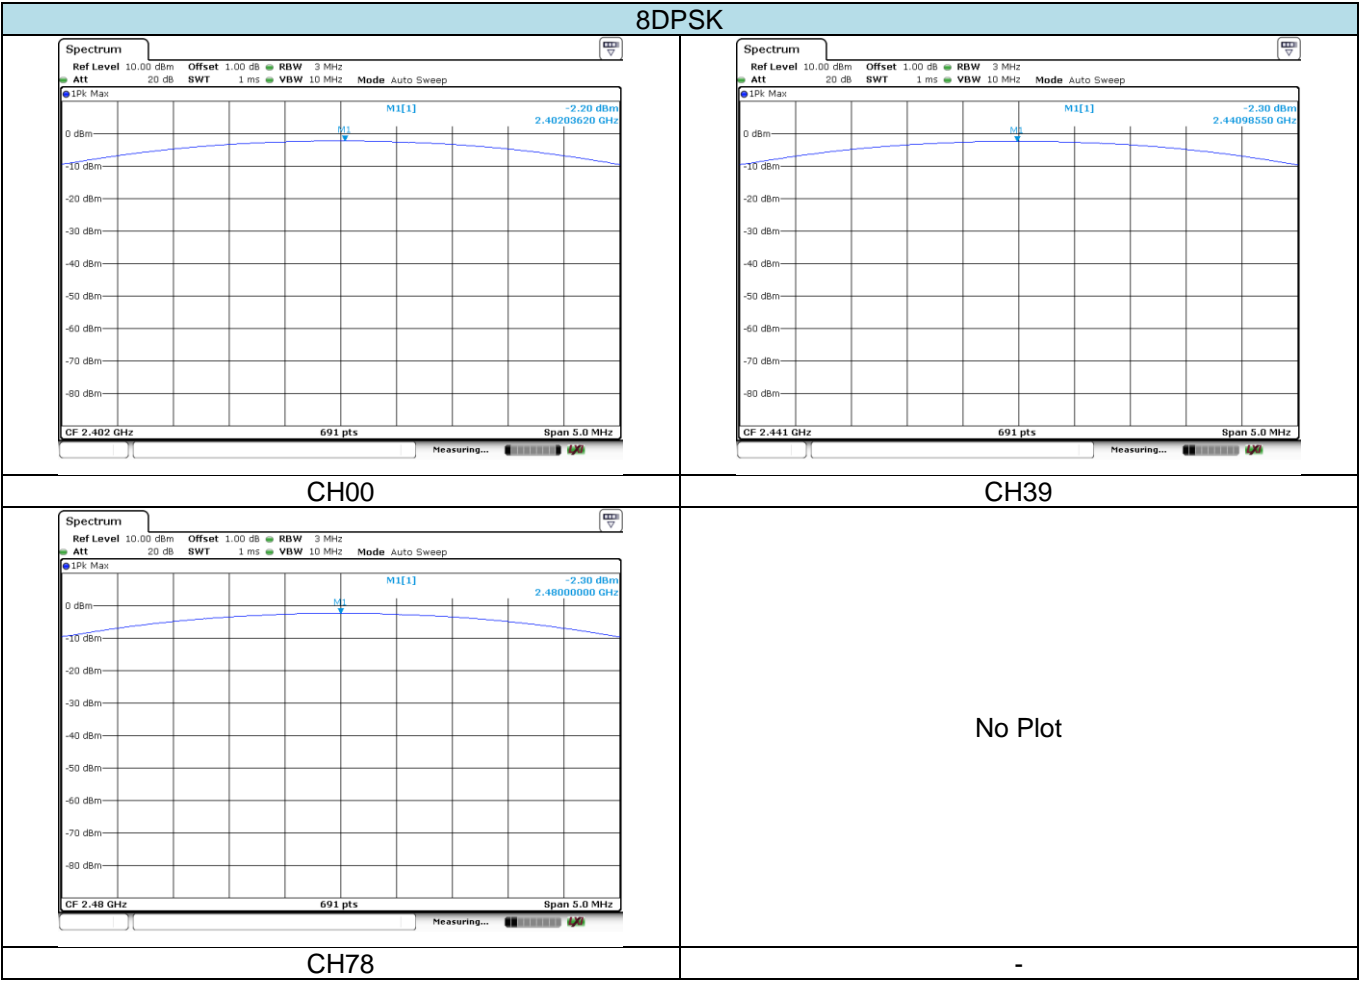 8DPSK
Spectrum
Ref Level 10.00 dBm Offset 1.00 dB RBW 3 MHz
Att 20 dB SWT 1 ms VBW 10 MHz Mode Auto Sweep
1Pk Max
M1[1] -2.20 dBm
2.40203620 GHz
M1
0 dBm
-10 dBm
-20 dBm
-30 dBm
-40 dBm
-50 dBm
-60 dBm
-70 dBm
-80 dBm
CF 2.402 GHz 691 pts Span 5.0 MHz
Measuring...
CH00
Spectrum
Ref Level 10.00 dBm Offset 1.00 dB RBW 3 MHz
Att 20 dB SWT 1 ms VBW 10 MHz Mode Auto Sweep
1Pk Max
M1[1] -2.30 dBm
2.44098550 GHz
M1
0 dBm
-10 dBm
-20 dBm
-30 dBm
-40 dBm
-50 dBm
-60 dBm
-70 dBm
-80 dBm
CF 2.441 GHz 691 pts Span 5.0 MHz
Measuring...
CH39
Spectrum
Ref Level 10.00 dBm Offset 1.00 dB RBW 3 MHz
Att 20 dB SWT 1 ms VBW 10 MHz Mode Auto Sweep
1Pk Max
M1[1] -2.30 dBm
2.48000000 GHz
M1
0 dBm
-10 dBm
-20 dBm
-30 dBm
-40 dBm
-50 dBm
-60 dBm
-70 dBm
-80 dBm
CF 2.48 GHz 691 pts Span 5.0 MHz
Measuring...
CH78
No Plot
-